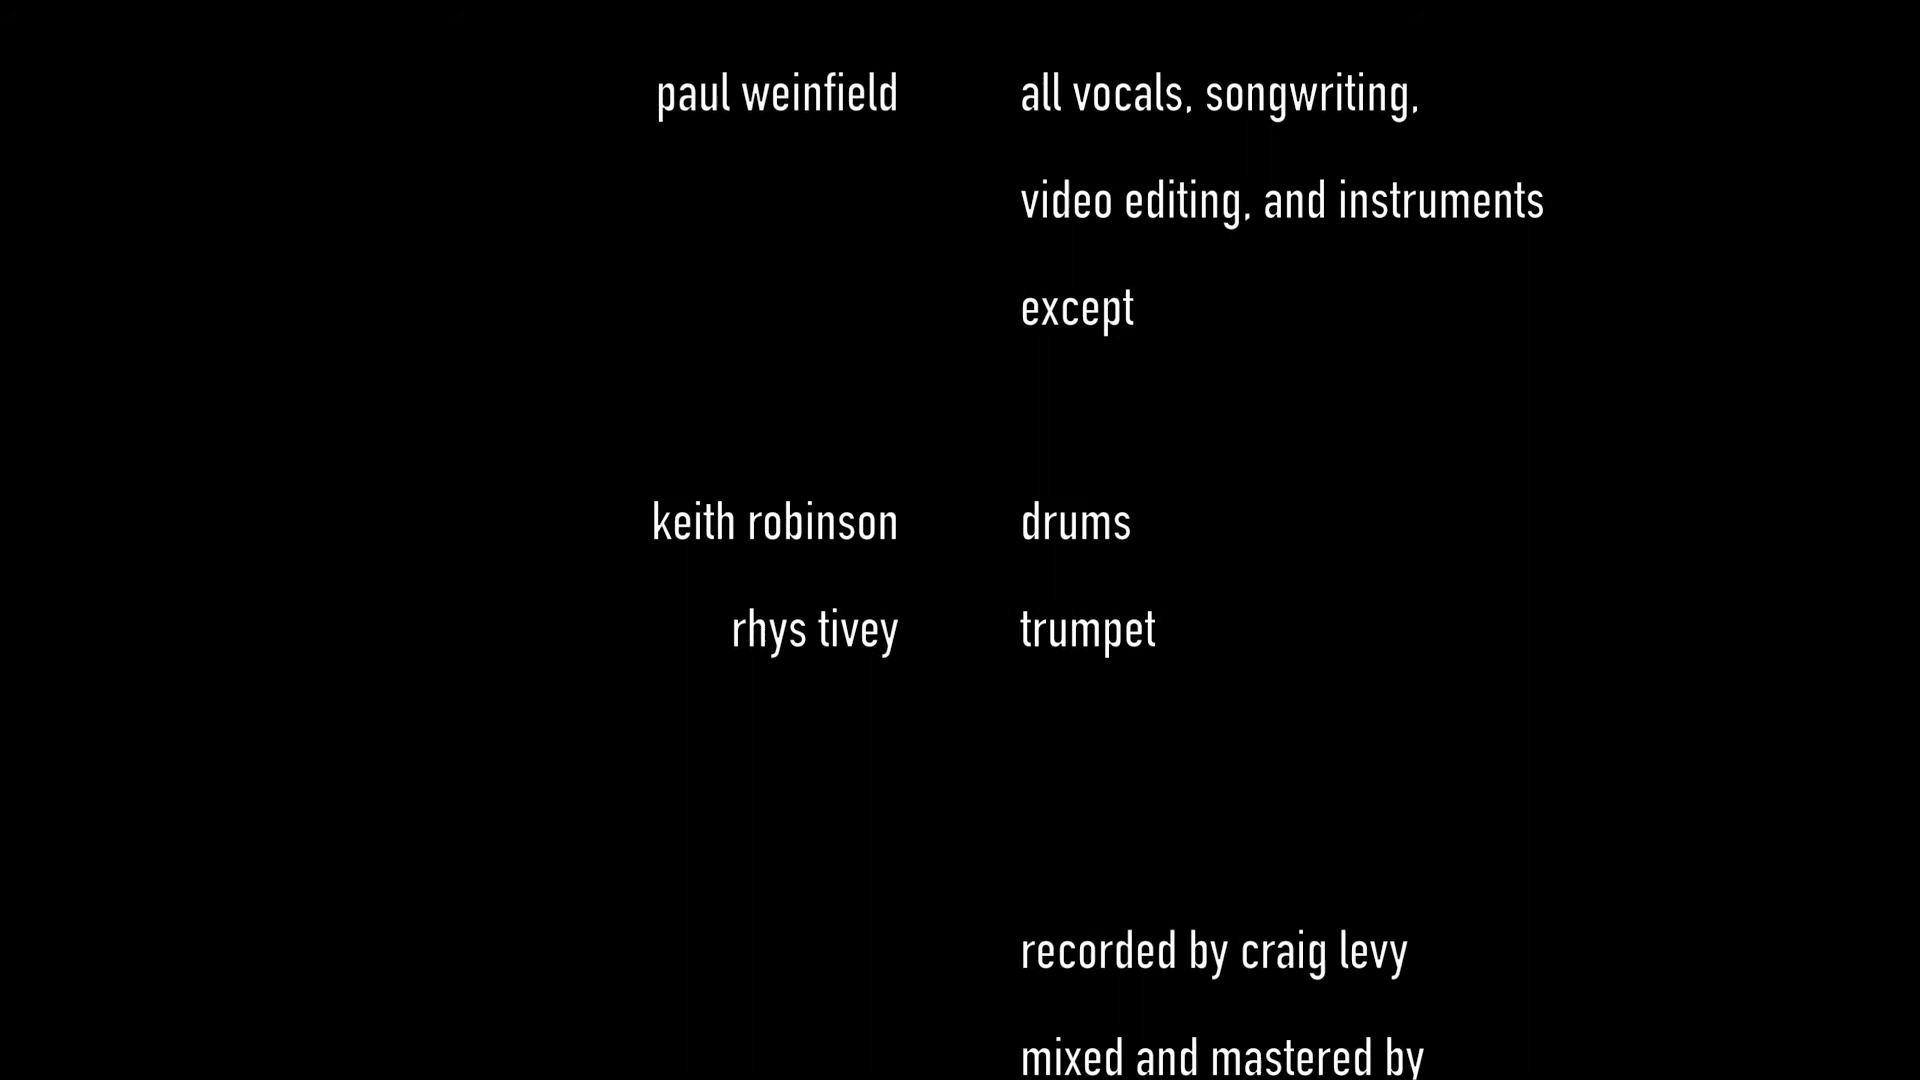 paul weinfield all vocals, songwriting,
video editing, and instruments
except
keith robinson drums
rhys tivey trumpet
recorded by craig levy
mixed and mastered by